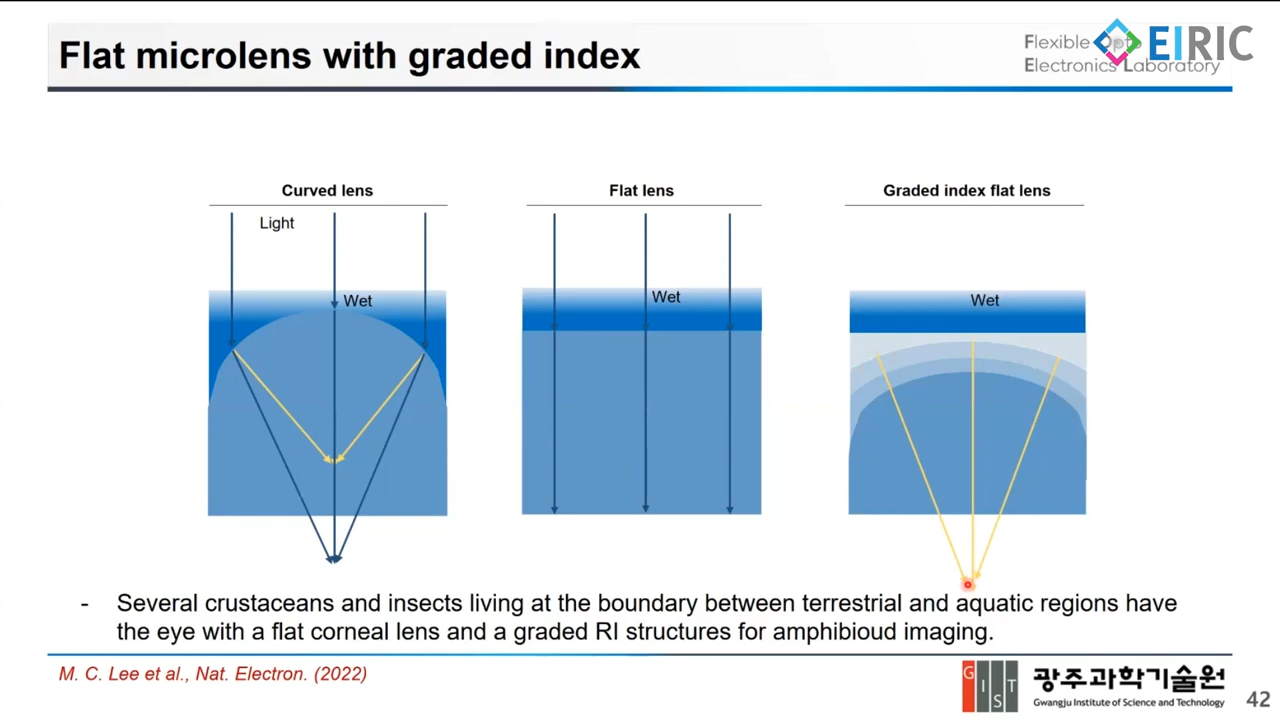 Flat microlens with graded index
Flexible Opto
Electronics Laboratory
EIRIC
Curved lens
Flat lens
Graded index flat lens
Light
Wet
Wet
Wet
- Several crustaceans and insects living at the boundary between terrestrial and aquatic regions have
the eye with a flat corneal lens and a graded RI structures for amphibioud imaging.
M. C. Lee et al., Nat. Electron. (2022)
GIST
광주과학기술원
Gwangju Institute of Science and Technology
42